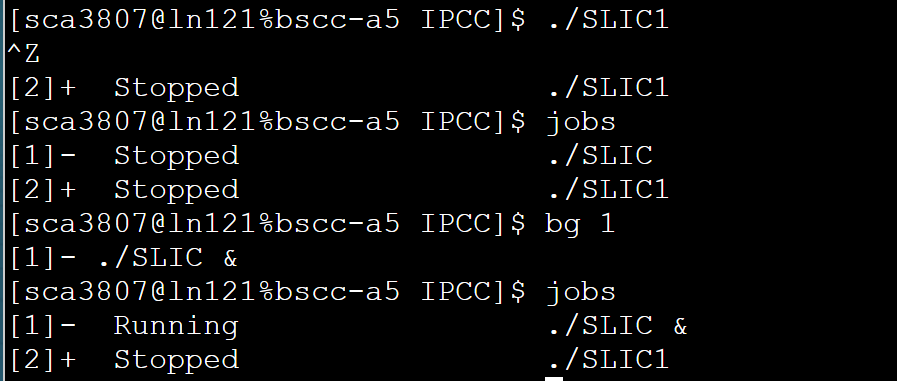 [sca3807@ln121%bscc-a5 IPCC]$ ./SLIC1
^Z
[2]+  Stopped                 ./SLIC1
[sca3807@ln121%bscc-a5 IPCC]$ jobs
[1]-  Stopped                 ./SLIC
[2]+  Stopped                 ./SLIC1
[sca3807@ln121%bscc-a5 IPCC]$ bg 1
[1]- ./SLIC &
[sca3807@ln121%bscc-a5 IPCC]$ jobs
[1]-  Running                 ./SLIC &
[2]+  Stopped                 ./SLIC1